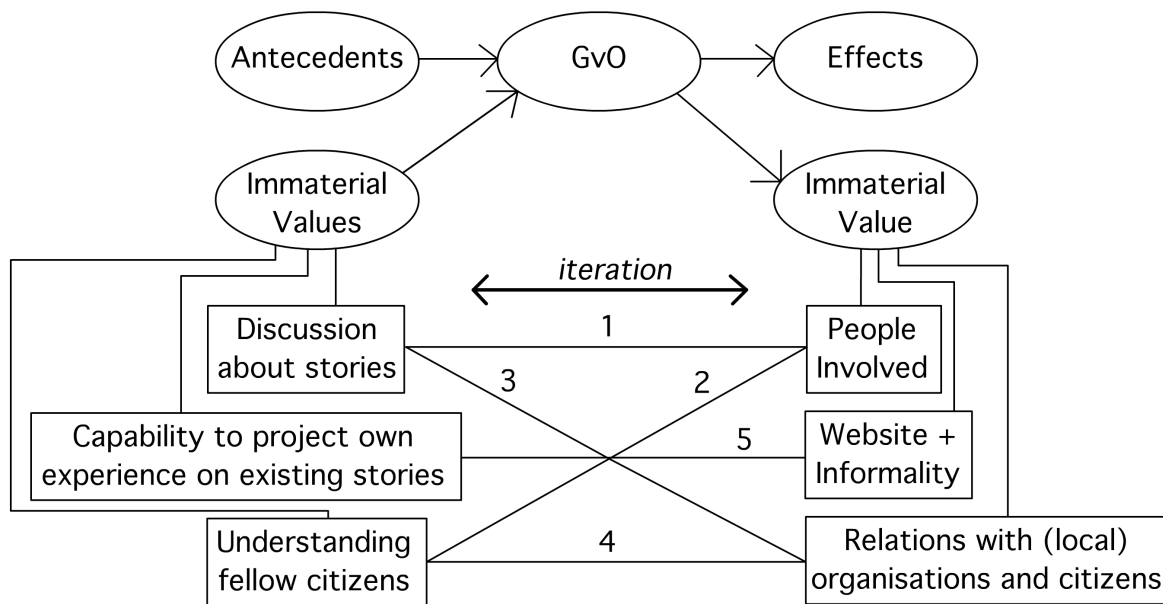 Antecedents
GvO
Effects
Immaterial
Values
Immaterial
Value
iteration
Discussion
about stories
1
People
Involved
3
2
Capability to project own
experience on existing stories
5
Website +
Informality
Understanding
fellow citizens
4
Relations with (local)
organisations and citizens